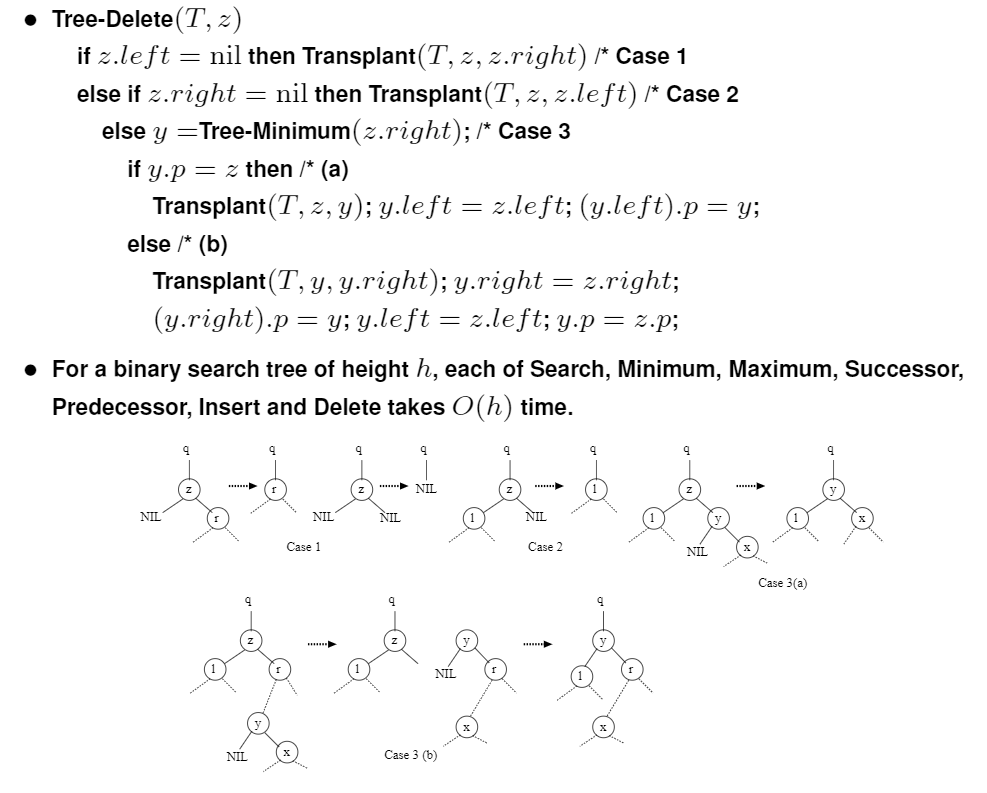 • Tree-Delete(T, z)
if z.left = nil then Transplant(T, z, z.right) /* Case 1
else if z.right = nil then Transplant(T, z, z.left) /* Case 2
else y =Tree-Minimum(z.right); /* Case 3
if y.p = z then /* (a)
Transplant(T, z, y); y.left = z.left; (y.left).p = y;
else /* (b)
Transplant(T, y, y.right); y.right = z.right;
(y.right).p = y; y.left = z.left; y.p = z.p;
• For a binary search tree of height h, each of Search, Minimum, Maximum, Successor,
Predecessor, Insert and Delete takes O(h) time.
q q q q q q q q
z r z NIL z l z y
NIL r NIL NIL l NIL l y l x
NIL x
Case 1 Case 2
Case 3(a)
q q q
z z y y
l r l NIL r l r
y x x
NIL x
Case 3 (b)